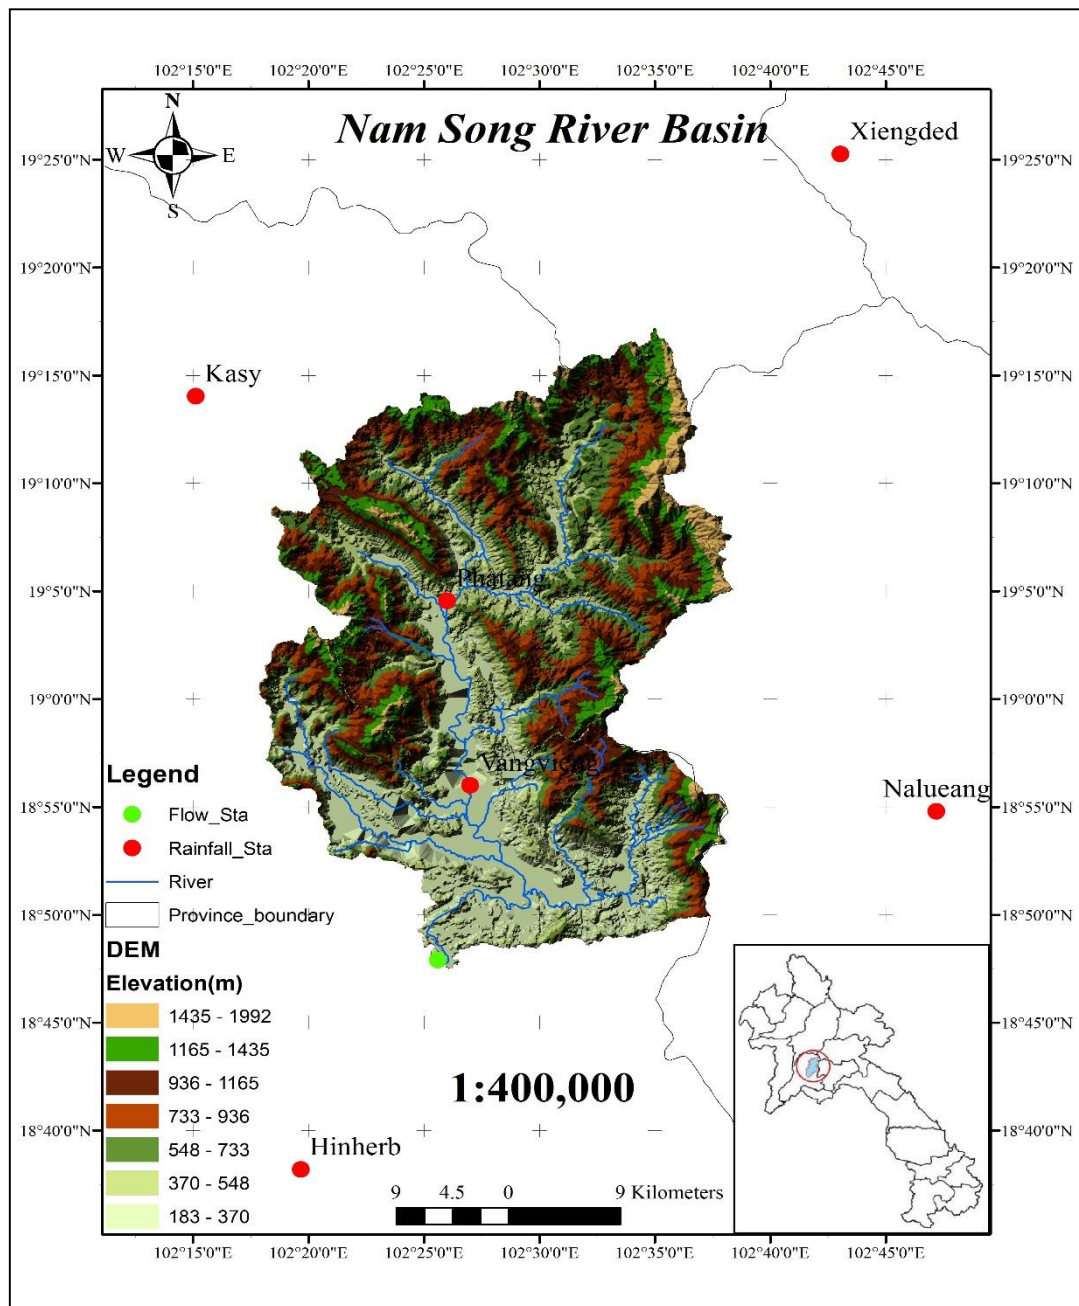 102°15'0"E 102°20'0"E 102°25'0"E 102°30'0"E 102°35'0"E 102°40'0"E 102°45'0"E
N
W E
S
Nam Song River Basin
Xiengded
19°25'0"N 19°25'0"N
19°20'0"N 19°20'0"N
19°15'0"N 19°15'0"N
Kasy
19°10'0"N 19°10'0"N
Phatang
19°5'0"N 19°5'0"N
19°0'0"N 19°0'0"N
Vangvieng
Nalueang
18°55'0"N 18°55'0"N
18°50'0"N 18°50'0"N
18°45'0"N 18°45'0"N
18°40'0"N 18°40'0"N
Legend
Flow_Sta
Rainfall_Sta
River
Province_boundary
DEM
Elevation(m)
1435 - 1992
1165 - 1435
936 - 1165
733 - 936
548 - 733
370 - 548
183 - 370
1:400,000
Hinherb
9 4.5 0 9 Kilometers
102°15'0"E 102°20'0"E 102°25'0"E 102°30'0"E 102°35'0"E 102°40'0"E 102°45'0"E